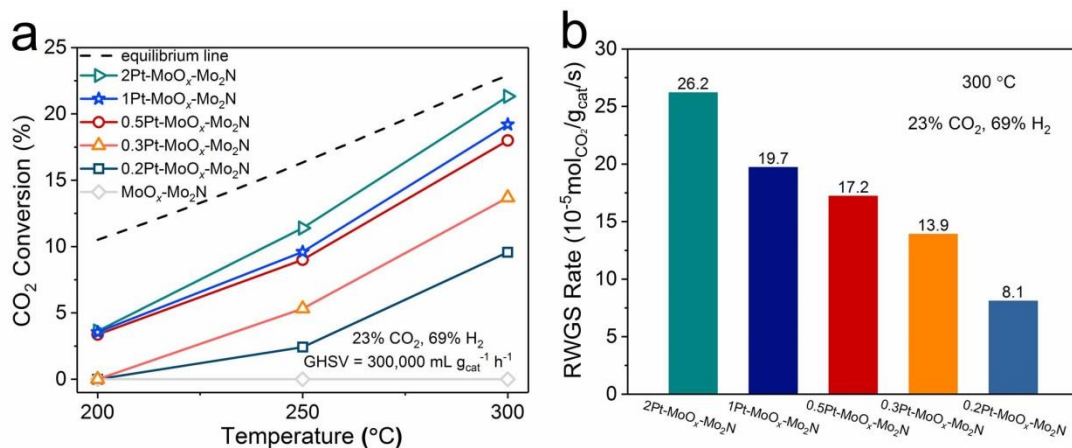 a
CO₂ Conversion (%)
25
20
15
10
5
0
equilibrium line
2Pt-MoOₓ-Mo₂N
1Pt-MoOₓ-Mo₂N
0.5Pt-MoOₓ-Mo₂N
0.3Pt-MoOₓ-Mo₂N
0.2Pt-MoOₓ-Mo₂N
MoOₓ-Mo₂N
23% CO₂, 69% H₂
GHSV = 300,000 mL g_cat⁻¹ h⁻¹
200 250 300
Temperature (°C)
b
RWGS Rate (10⁻⁵mol_CO₂/g_cat/s)
30
25
20
15
10
5
0
300 °C
23% CO₂, 69% H₂
26.2
19.7
17.2
13.9
8.1
2Pt-MoOₓ-Mo₂N
1Pt-MoOₓ-Mo₂N
0.5Pt-MoOₓ-Mo₂N
0.3Pt-MoOₓ-Mo₂N
0.2Pt-MoOₓ-Mo₂N